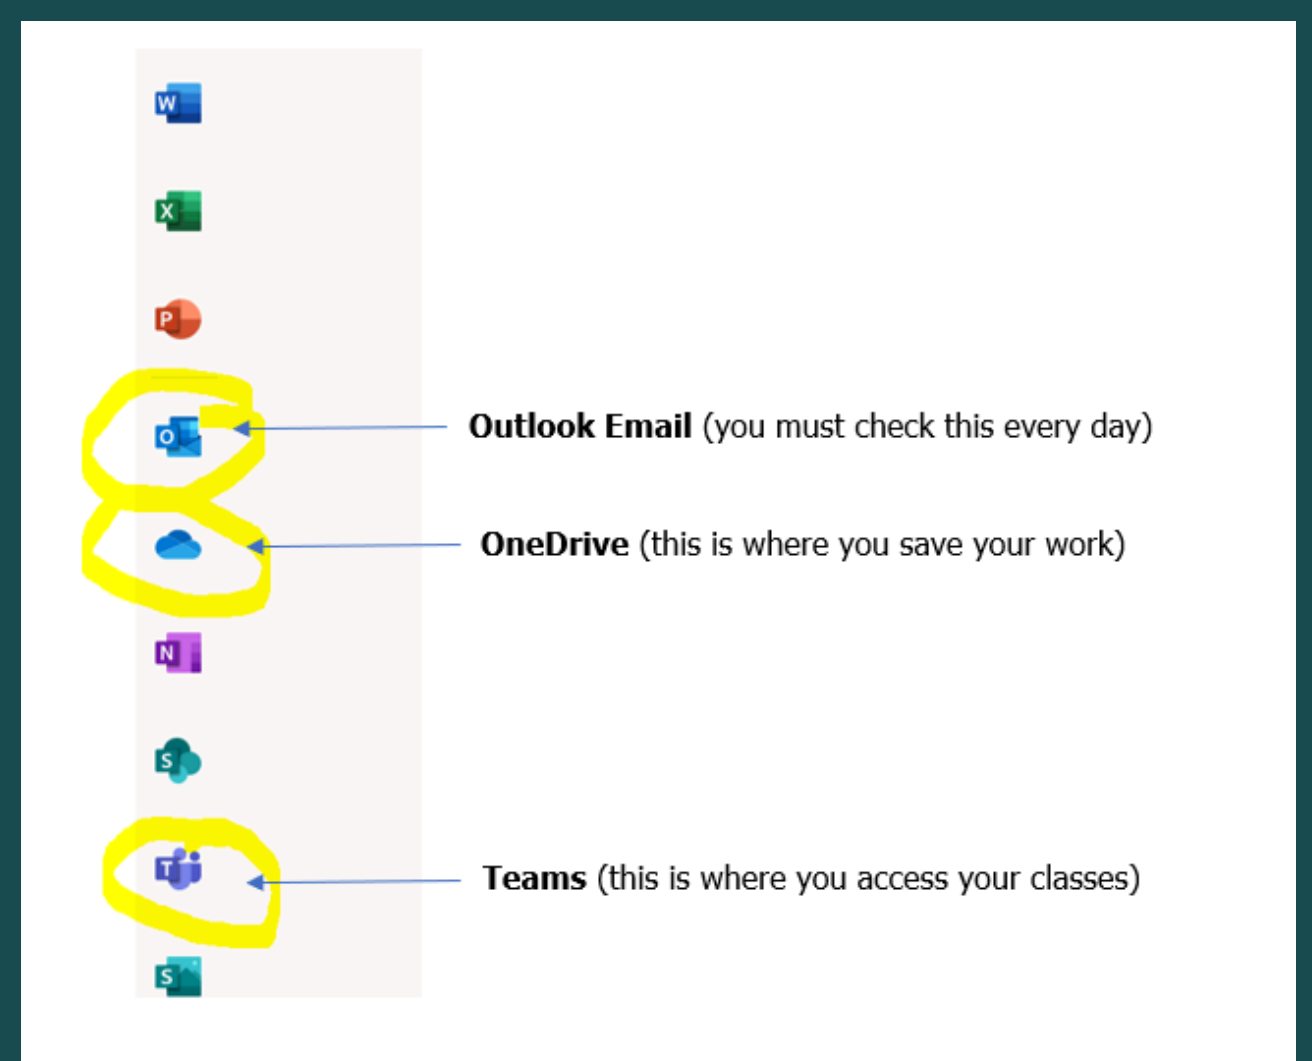 W
X
P
O
Outlook Email (you must check this every day)
OneDrive (this is where you save your work)
N
S
T
Teams (this is where you access your classes)
S